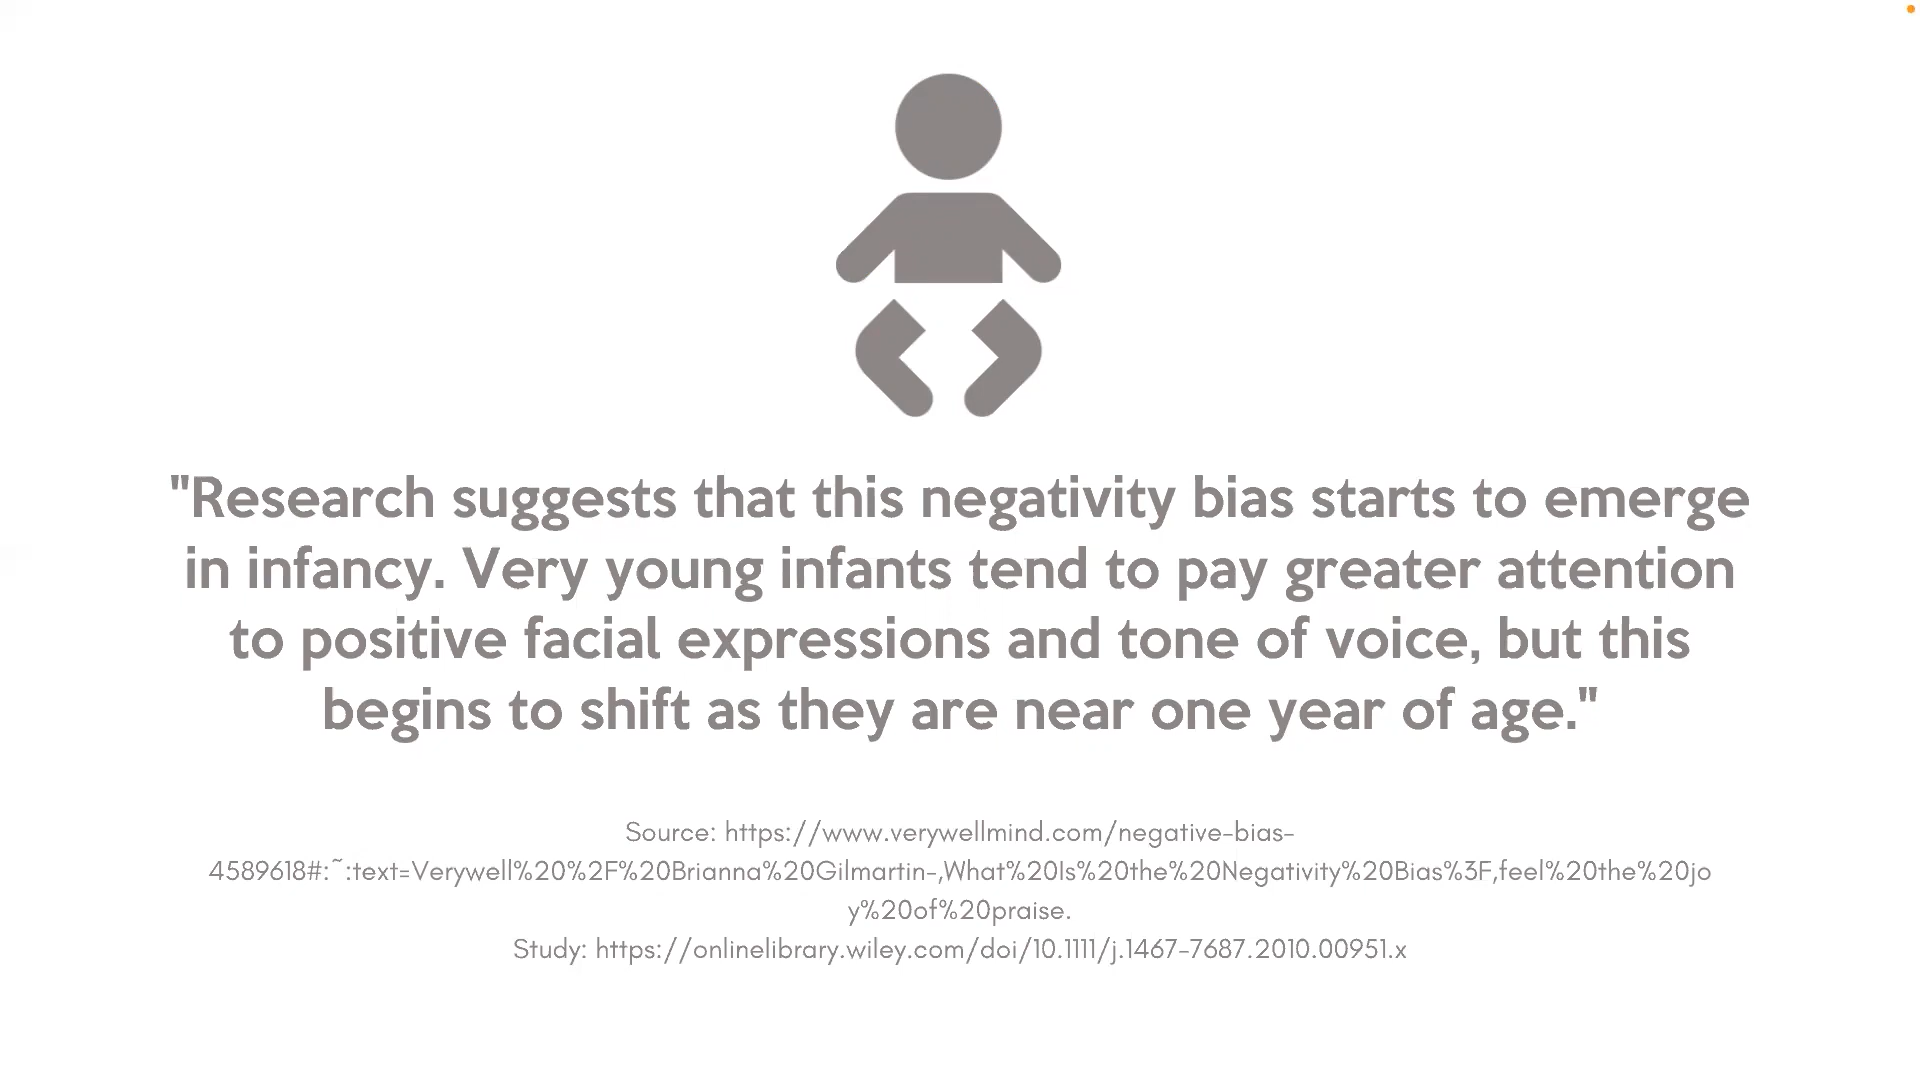 "Research suggests that this negativity bias starts to emerge
in infancy. Very young infants tend to pay greater attention
to positive facial expressions and tone of voice, but this
begins to shift as they are near one year of age."
Source: https://www.verywellmind.com/negative-bias-
4589618#:~:text=Verywell%20%2F%20Brianna%20Gilmartin-,What%20Is%20the%20Negativity%20Bias%3F,feel%20the%20jo
y%20of%20praise.
Study: https://onlinelibrary.wiley.com/doi/10.1111/j.1467-7687.2010.00951.x